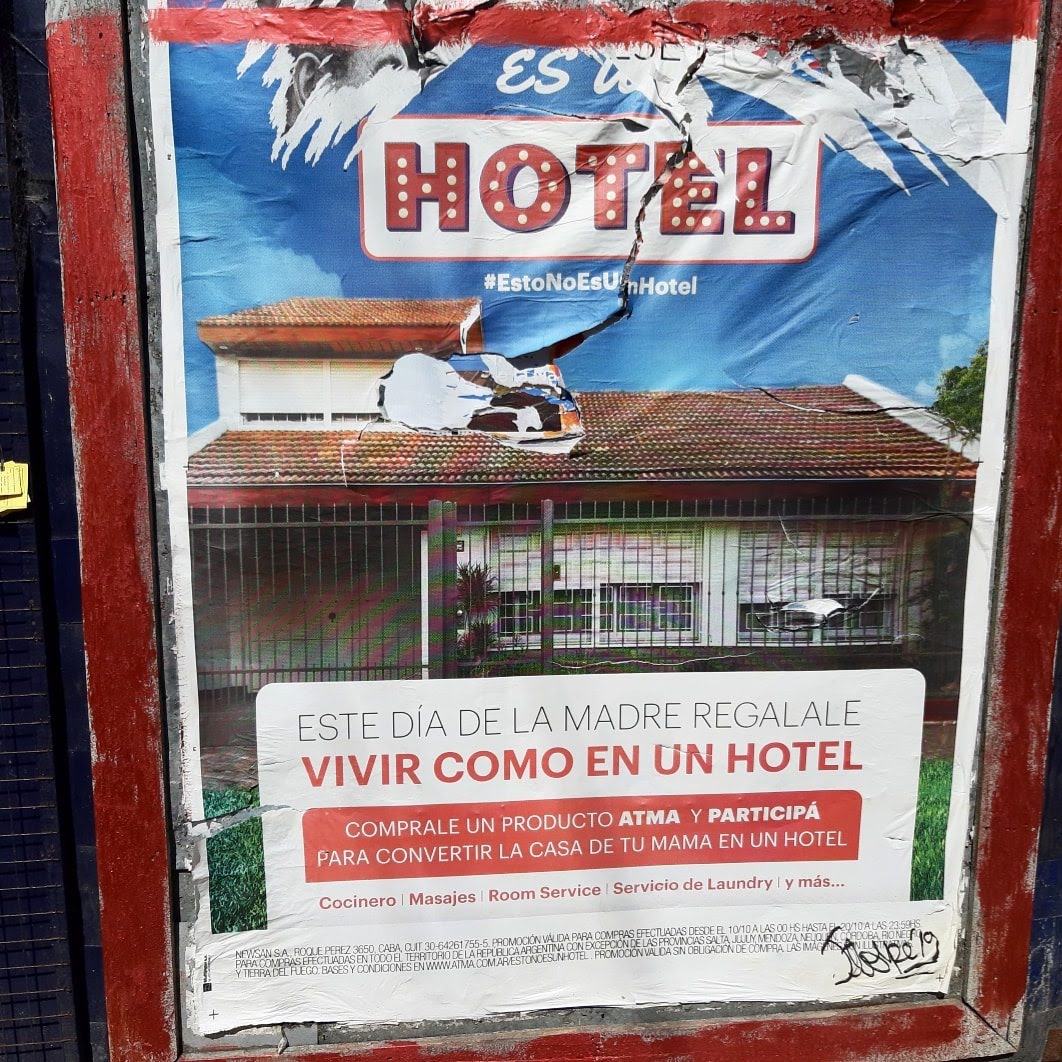 ES U
HOTEL
#EstoNoEsUnHotel
ESTE DÍA DE LA MADRE REGALALE
VIVIR COMO EN UN HOTEL
COMPRALE UN PRODUCTO ATMA Y PARTICIPÁ
PARA CONVERTIR LA CASA DE TU MAMA EN UN HOTEL
Cocinero | Masajes | Room Service | Servicio de Laundry | y más...
NEWSAN S.A., ROQUE PEREZ 3650, CABA, CUIT 30-64261755-5. PROMOCIÓN VÁLIDA PARA COMPRAS EFECTUADAS DESDE EL 10/10 A LAS 00 HS HASTA EL 20/10 A LAS 23:59HS
PARA COMPRAS EFECTUADAS EN TODO EL TERRITORIO DE LA REPÚBLICA ARGENTINA CON EXCEPCIÓN DE LAS PROVINCIAS SALTA, JUJUY, MENDOZA, NEUQUÉN, CÓRDOBA, RIO NEGRO
Y TIERRA DEL FUEGO. BASES Y CONDICIONES EN WWW.ATMA.COM.AR/ESTONOESUNHOTEL . PROMOCIÓN VALIDA SIN OBLIGACIÓN DE COMPRA. LAS